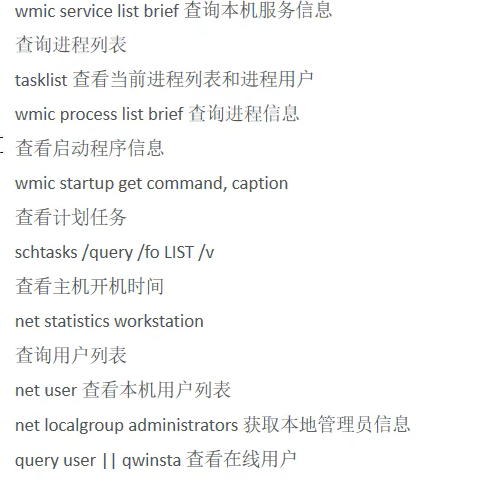 wmic service list brief 查询本机服务信息
查询进程列表
tasklist 查看当前进程列表和进程用户
wmic process list brief 查询进程信息
查看启动程序信息
wmic startup get command, caption
查看计划任务
schtasks /query /fo LIST /v
查看主机开机时间
net statistics workstation
查询用户列表
net user 查看本机用户列表
net localgroup administrators 获取本地管理员信息
query user || qwinsta 查看在线用户